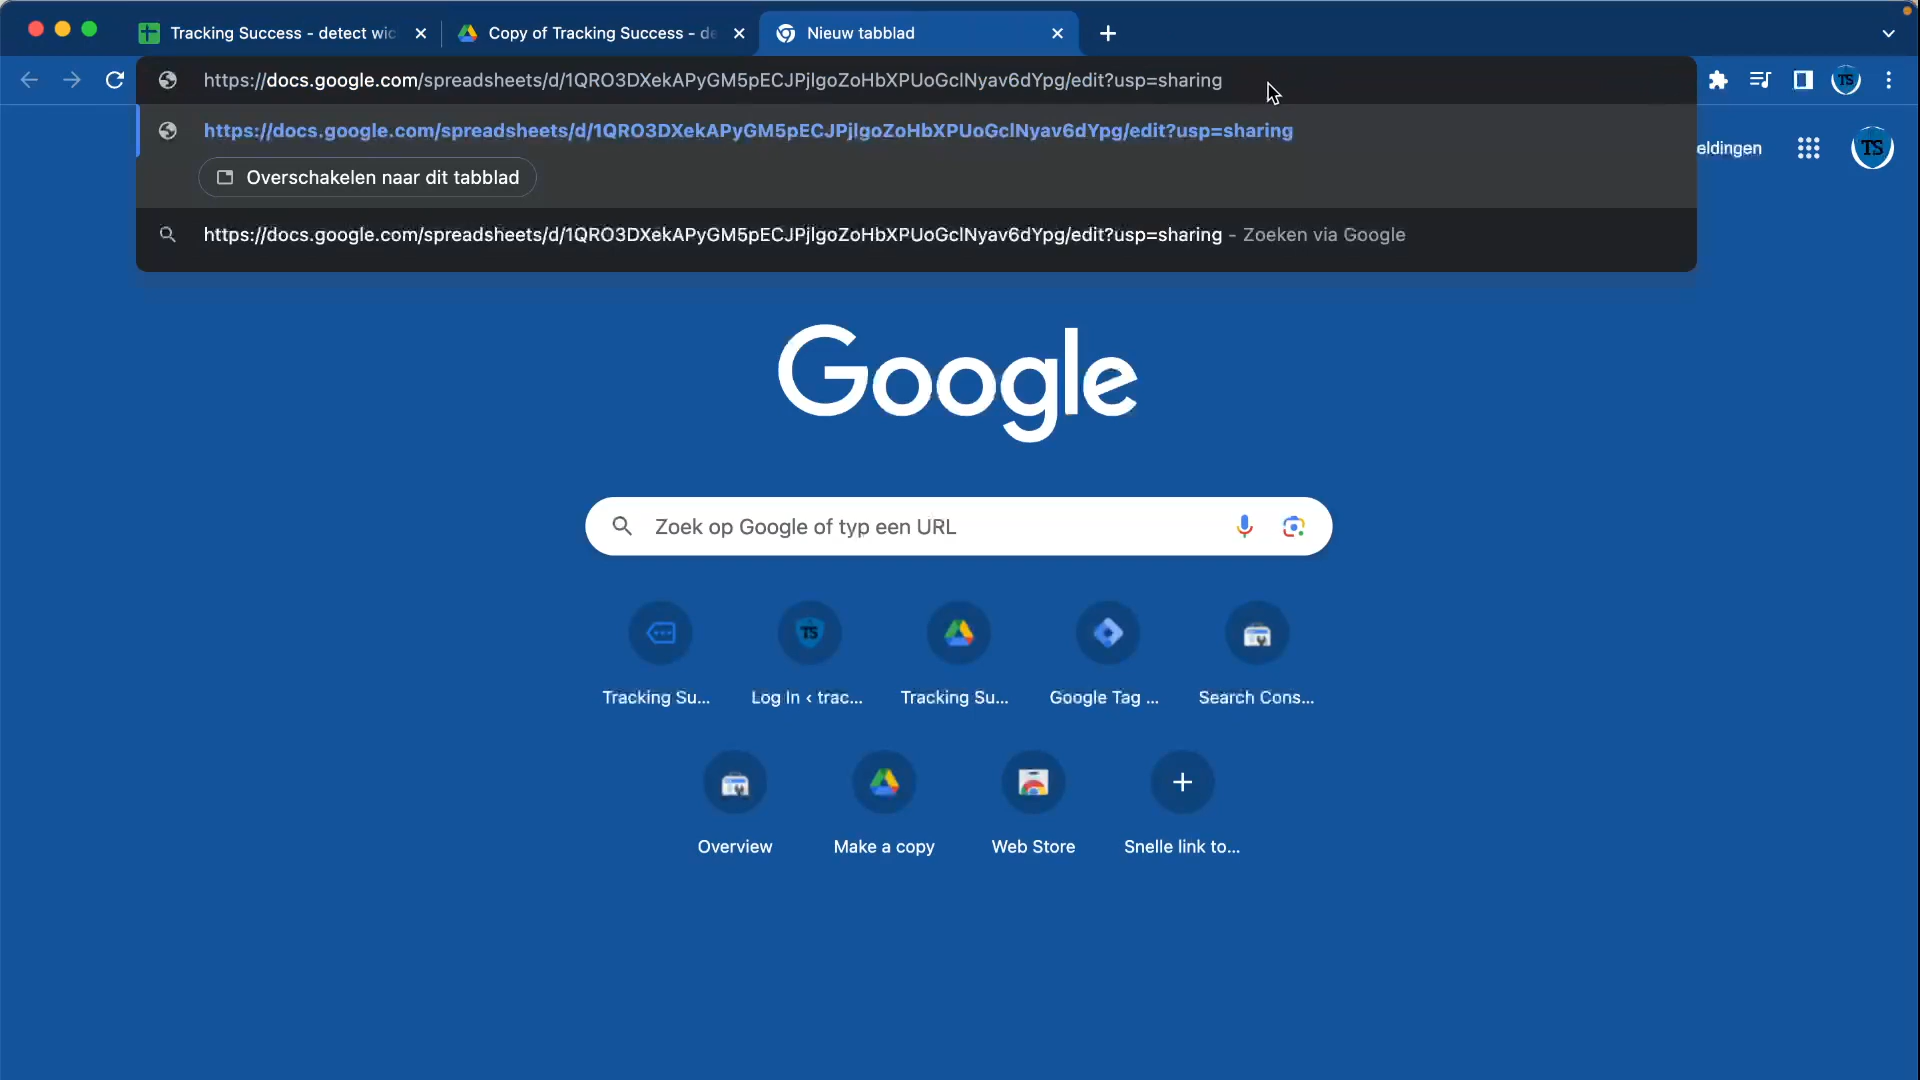 Tracking Success - detect wic
Copy of Tracking Success - de
Nieuw tabblad
https://docs.google.com/spreadsheets/d/1QRO3DXekAPyGM5pECJPjlgoZoHbXPUoGclNyav6dYpg/edit?usp=sharing
TS
https://docs.google.com/spreadsheets/d/1QRO3DXekAPyGM5pECJPjlgoZoHbXPUoGclNyav6dYpg/edit?usp=sharing
eldingen
TS
Overschakelen naar dit tabblad
https://docs.google.com/spreadsheets/d/1QRO3DXekAPyGM5pECJPjlgoZoHbXPUoGclNyav6dYpg/edit?usp=sharing - Zoeken via Google
Google
Zoek op Google of typ een URL
TS
Tracking Su... Log In ‹ trac... Tracking Su... Google Tag ... Search Cons...
Overview Make a copy Web Store Snelle link to...